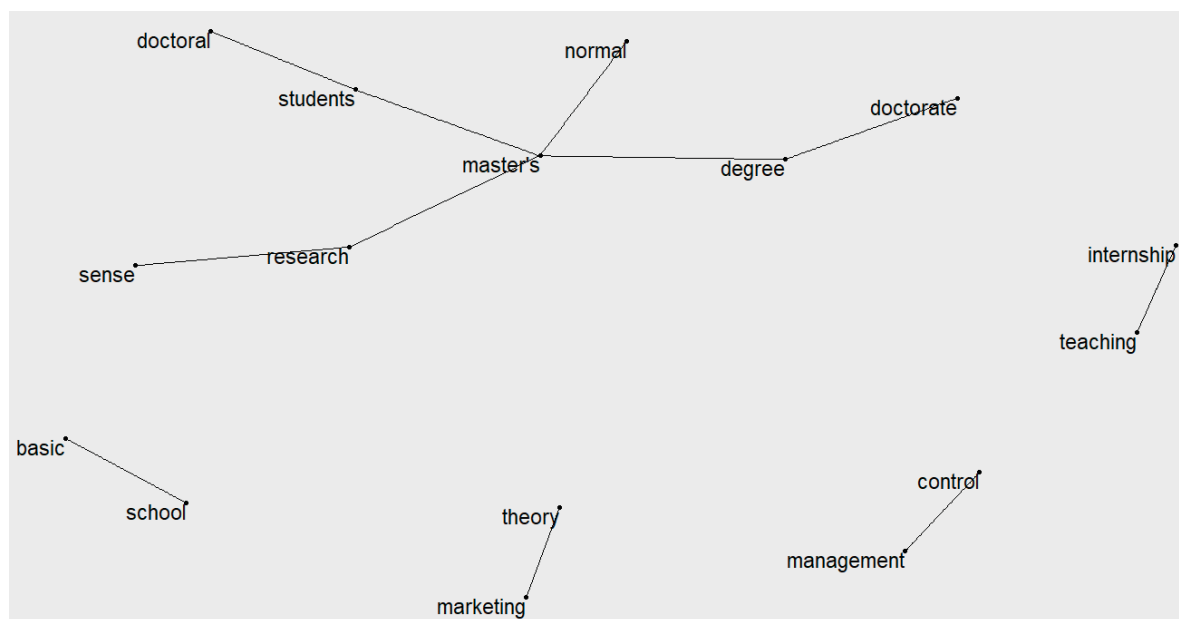 doctoral
normal
students
doctorate
master's
degree
research
internship
sense
teaching
basic
control
school
theory
management
marketing